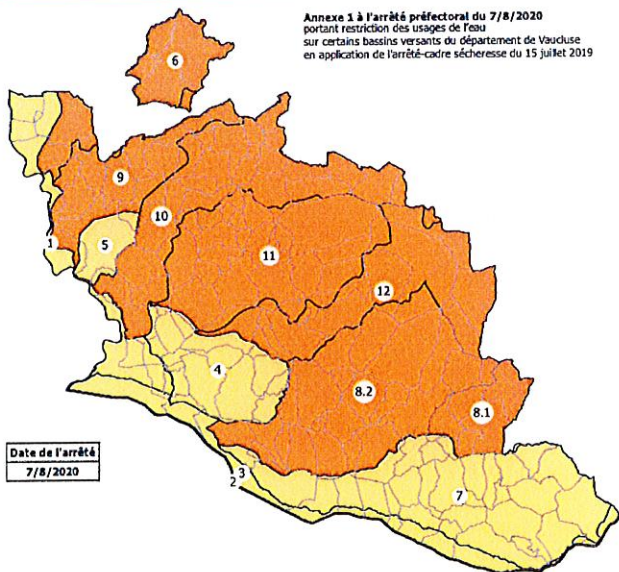 Annexe 1 à l'arrêté préfectoral du 7/8/2020
portant restriction des usages de l'eau
sur certains bassins versants du département de Vaucluse
en application de l'arrêté-cadre sécheresse du 15 juillet 2019
6
9
10
1
5
11
12
4
8.2
8.1
Date de l'arrêté
7/8/2020
3
2
7